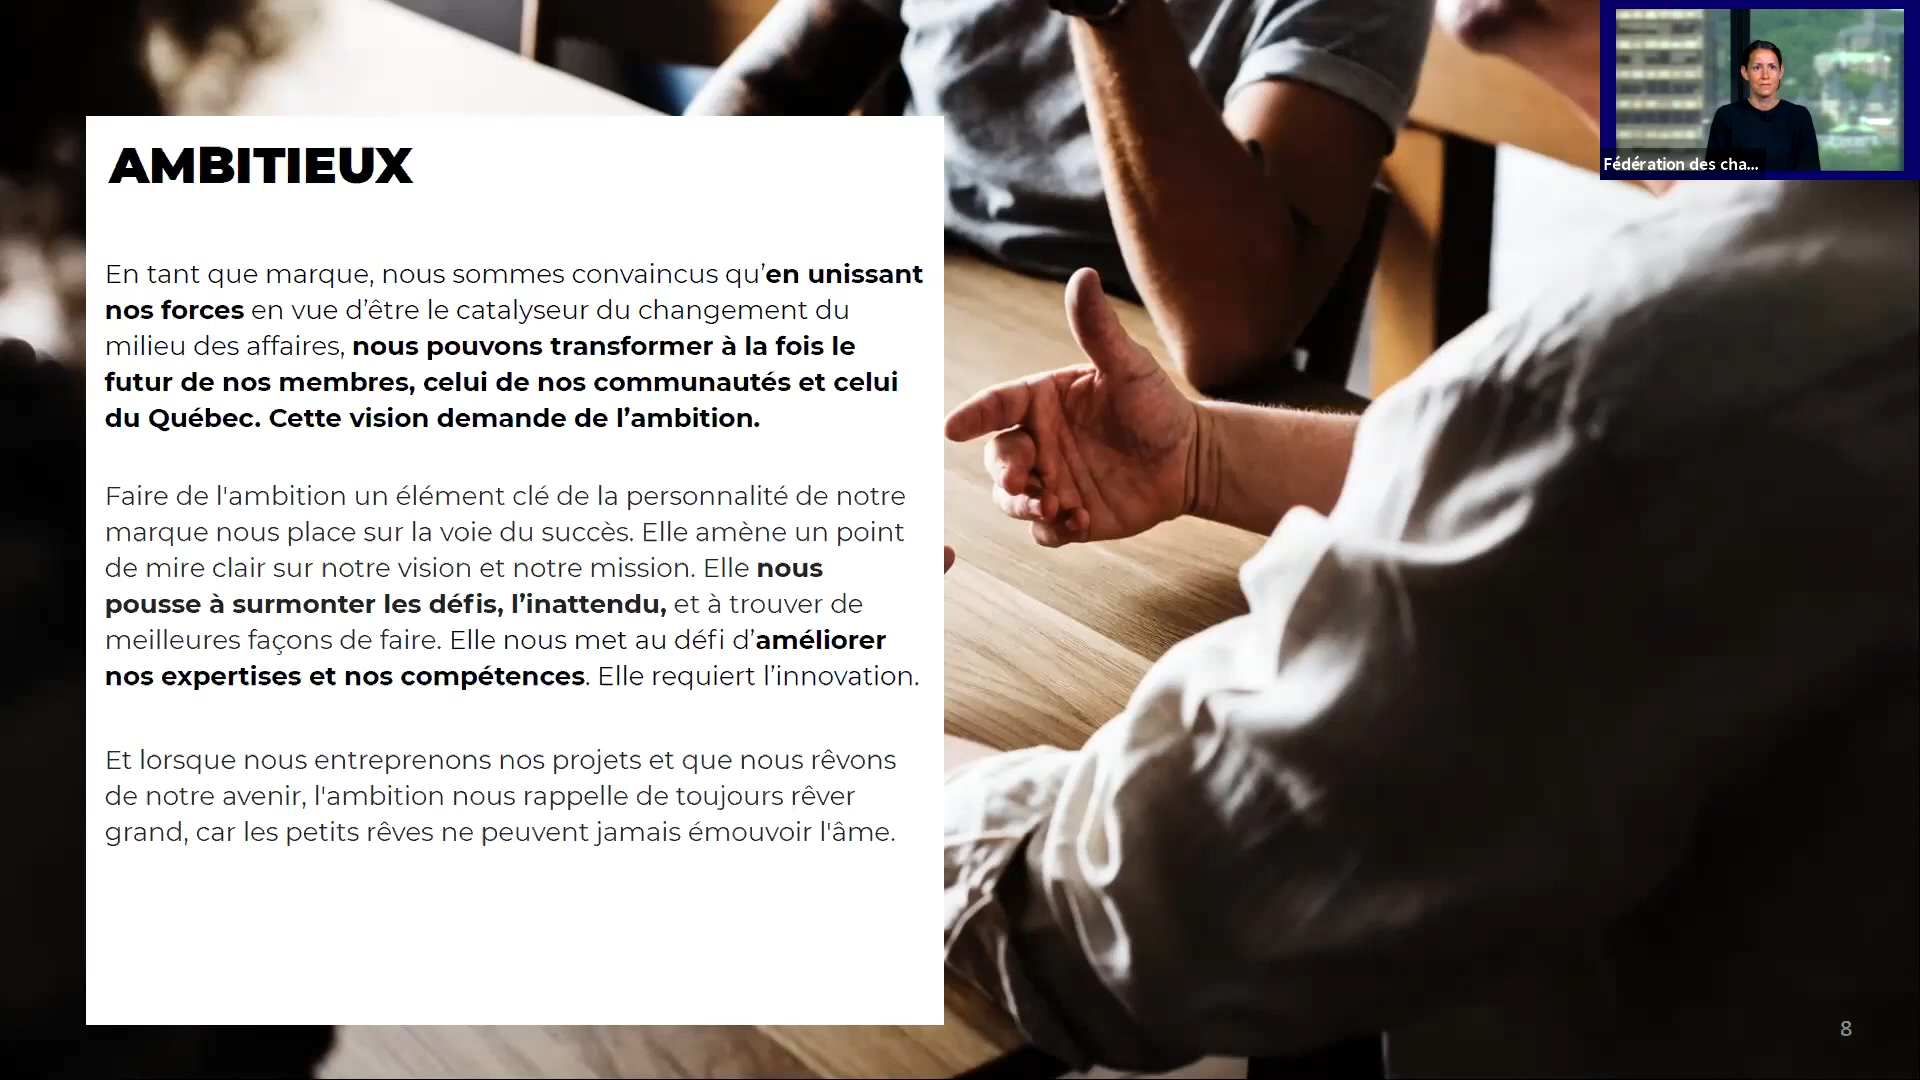 AMBITIEUX
En tant que marque, nous sommes convaincus qu’en unissant
nos forces en vue d’être le catalyseur du changement du
milieu des affaires, nous pouvons transformer à la fois le
futur de nos membres, celui de nos communautés et celui
du Québec. Cette vision demande de l’ambition.
Faire de l'ambition un élément clé de la personnalité de notre
marque nous place sur la voie du succès. Elle amène un point
de mire clair sur notre vision et notre mission. Elle nous
pousse à surmonter les défis, l’inattendu, et à trouver de
meilleures façons de faire. Elle nous met au défi d’améliorer
nos expertises et nos compétences. Elle requiert l’innovation.
Et lorsque nous entreprenons nos projets et que nous rêvons
de notre avenir, l'ambition nous rappelle de toujours rêver
grand, car les petits rêves ne peuvent jamais émouvoir l'âme.
Fédération des cha...
8